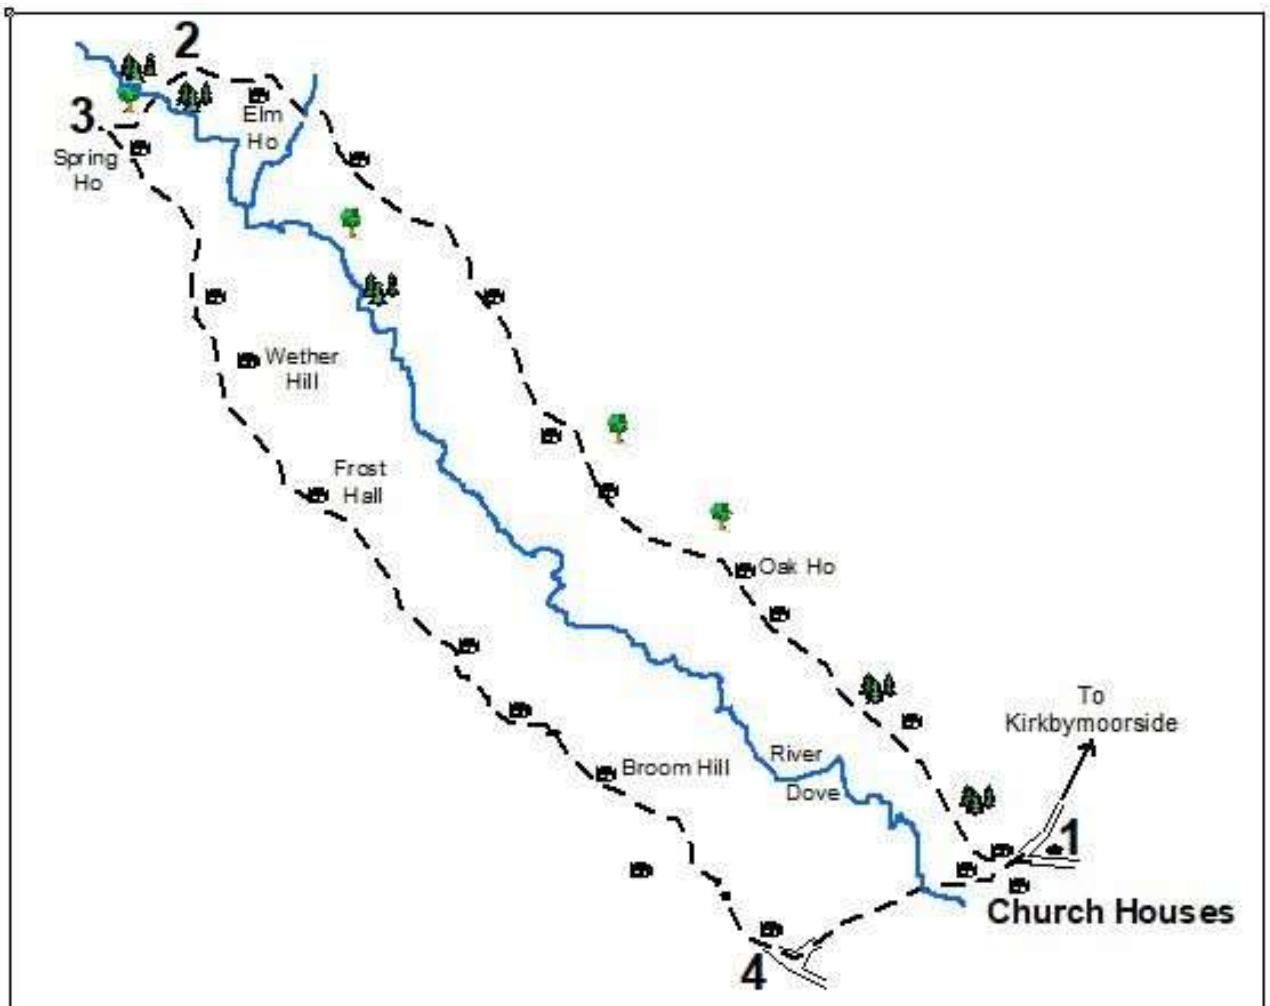 2
Elm
Ho
3
Spring
Ho
Wether
Hill
Frost
Hall
Oak Ho
To
Kirkbymoorside
River
Dove
Broom Hill
1
Church Houses
4